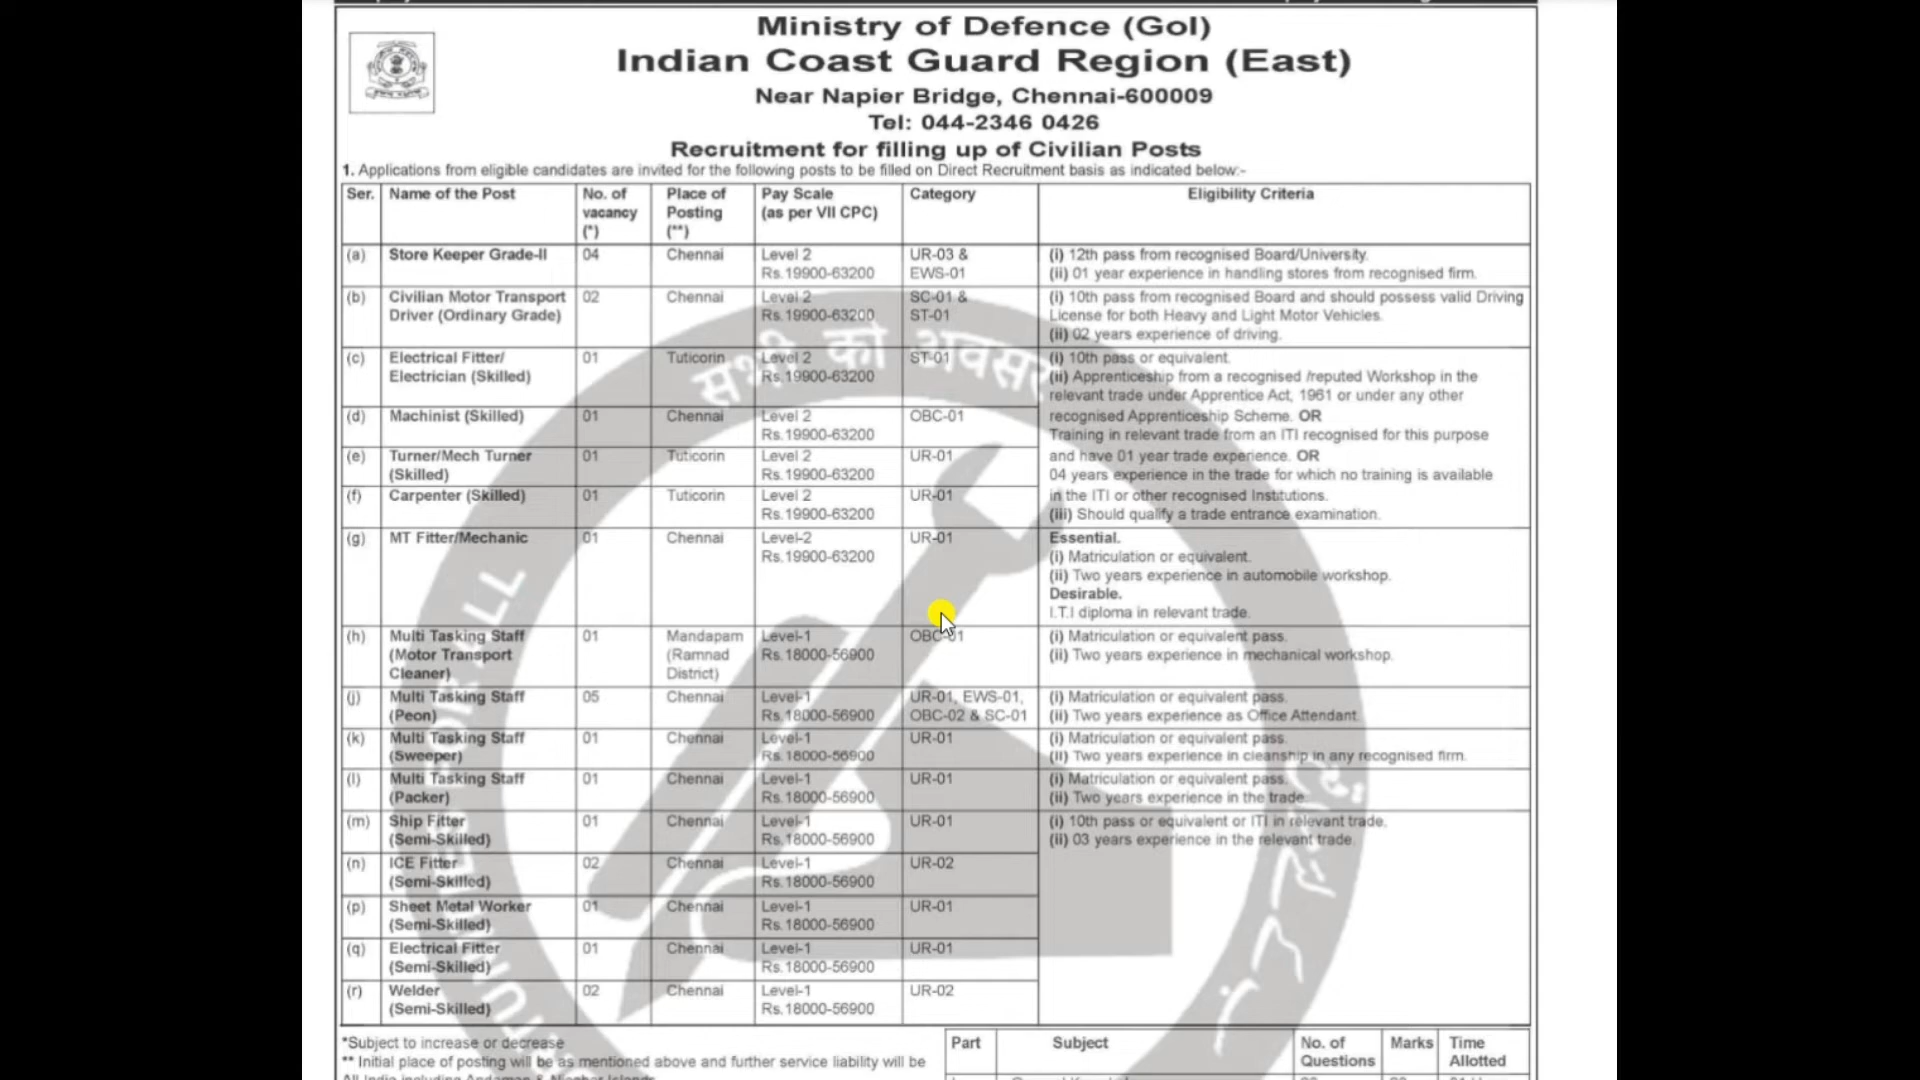 Ministry of Defence (GoI)
Indian Coast Guard Region (East)
Near Napier Bridge, Chennai-600009
Tel: 044-2346 0426
Recruitment for filling up of Civilian Posts
1. Applications from eligible candidates are invited for the following posts to be filled on Direct Recruitment basis as indicated below:-
Ser. Name of the Post No. of vacancy (*) Place of Posting (**) Pay Scale (as per VII CPC) Category Eligibility Criteria
(a) Store Keeper Grade-II 04 Chennai Level 2 UR-03 & (i) 12th pass from recognised Board/University.
Rs.19900-63200 EWS-01 (ii) 01 year experience in handling stores from recognised firm.
(b) Civilian Motor Transport 02 Chennai Level 2 SC-01 & (i) 10th pass from recognised Board and should possess valid Driving
Driver (Ordinary Grade) Rs.19900-63200 ST-01 License for both Heavy and Light Motor Vehicles.
(ii) 02 years experience of driving.
(c) Electrical Fitter/ 01 Tuticorin Level 2 ST-01 (i) 10th pass or equivalent.
Electrician (Skilled) Rs.19900-63200 (ii) Apprenticeship from a recognised /reputed Workshop in the
relevant trade under Apprentice Act, 1961 or under any other
(d) Machinist (Skilled) 01 Chennai Level 2 OBC-01 recognised Apprenticeship Scheme. OR
Rs.19900-63200 Training in relevant trade from an ITI recognised for this purpose
(e) Turner/Mech Turner 01 Tuticorin Level 2 UR-01 and have 01 year trade experience. OR
(Skilled) Rs.19900-63200 04 years experience in the trade for which no training is available
(f) Carpenter (Skilled) 01 Tuticorin Level 2 UR-01 in the ITI or other recognised Institutions.
Rs.19900-63200 (iii) Should qualify a trade entrance examination.
(g) MT Fitter/Mechanic 01 Chennai Level-2 UR-01 Essential.
Rs.19900-63200 (i) Matriculation or equivalent.
(ii) Two years experience in automobile workshop.
Desirable.
I.T.I diploma in relevant trade.
(h) Multi Tasking Staff 01 Mandapam Level-1 OBC-01 (i) Matriculation or equivalent pass.
(Motor Transport (Ramnad Rs.18000-56900 (ii) Two years experience in mechanical workshop.
Cleaner) District)
(j) Multi Tasking Staff 05 Chennai Level-1 UR-01, EWS-01, (i) Matriculation or equivalent pass.
(Peon) Rs.18000-56900 OBC-02 & SC-01 (ii) Two years experience as Office Attendant.
(k) Multi Tasking Staff 01 Chennai Level-1 UR-01 (i) Matriculation or equivalent pass.
(Sweeper) Rs.18000-56900 (ii) Two years experience in cleanship in any recognised firm.
(l) Multi Tasking Staff 01 Chennai Level-1 UR-01 (i) Matriculation or equivalent pass.
(Packer) Rs.18000-56900 (ii) Two years experience in the trade.
(m) Ship Fitter 01 Chennai Level-1 UR-01 (i) 10th pass or equivalent or ITI in relevant trade.
(Semi-Skilled) Rs.18000-56900 (ii) 03 years experience in the relevant trade.
(n) ICE Fitter 02 Chennai Level-1 UR-02
(Semi-Skilled) Rs.18000-56900
(p) Sheet Metal Worker 01 Chennai Level-1 UR-01
(Semi-Skilled) Rs.18000-56900
(q) Electrical Fitter 01 Chennai Level-1 UR-01
(Semi-Skilled) Rs.18000-56900
(r) Welder 02 Chennai Level-1 UR-02
(Semi-Skilled) Rs.18000-56900
*Subject to increase or decrease
** Initial place of posting will be as mentioned above and further service liability will be
Part Subject No. of Questions Marks Time Allotted
सभी को अवसर